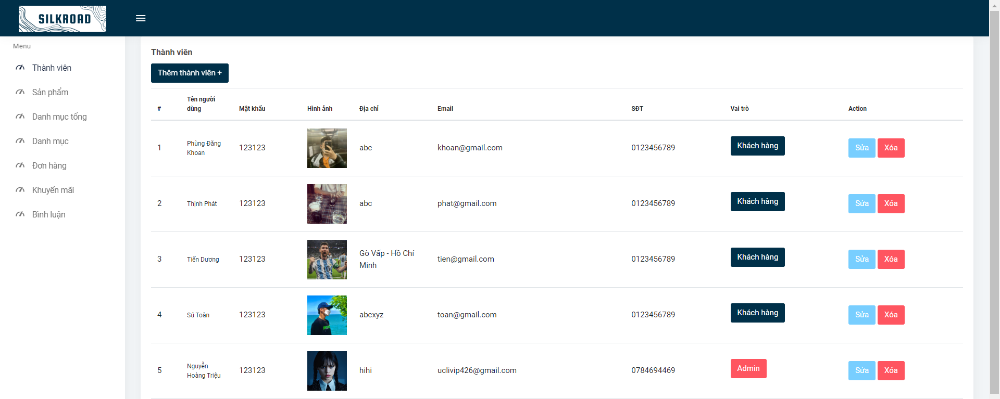 SILKROAD
Menu
Thành viên
Sản phẩm
Danh mục tổng
Danh mục
Đơn hàng
Khuyến mãi
Bình luận
Thành viên
Thêm thành viên +
# Tên người dùng Mật khẩu Hình ảnh Địa chỉ Email SĐT Vai trò Action
1 Phùng Đăng Khoan 123123 abc khoan@gmail.com 0123456789 Khách hàng Sửa Xóa
2 Thịnh Phát 123123 abc phat@gmail.com 0123456789 Khách hàng Sửa Xóa
3 Tiến Dương 123123 Gò Vấp - Hồ Chí Minh tien@gmail.com 0123456789 Khách hàng Sửa Xóa
4 Sú Toàn 123123 abcxyz toan@gmail.com 0123456789 Khách hàng Sửa Xóa
5 Nguyễn Hoàng Triệu 123123 hihi uclivip426@gmail.com 0784694469 Admin Sửa Xóa